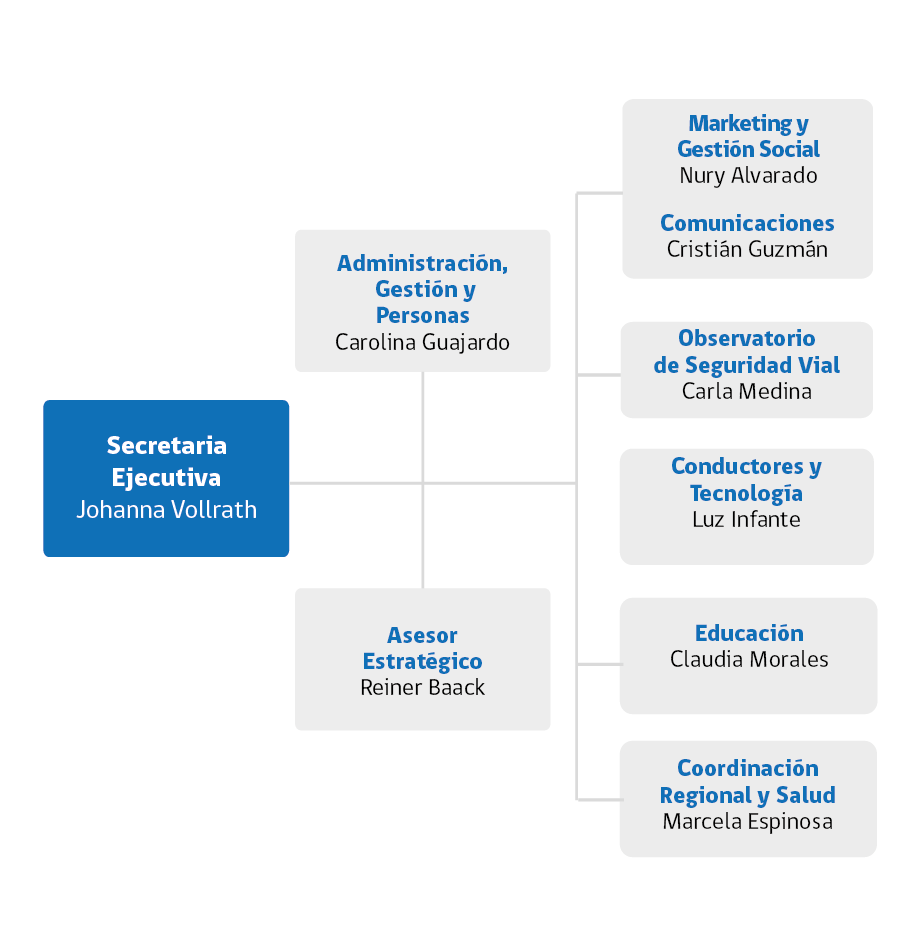 Secretaria
Ejecutiva
Johanna Vollrath
Administración,
Gestión y
Personas
Carolina Guajardo
Asesor
Estratégico
Reiner Baack
Marketing y
Gestión Social
Nury Alvarado
Comunicaciones
Cristián Guzmán
Observatorio
de Seguridad Vial
Carla Medina
Conductores y
Tecnología
Luz Infante
Educación
Claudia Morales
Coordinación
Regional y Salud
Marcela Espinosa